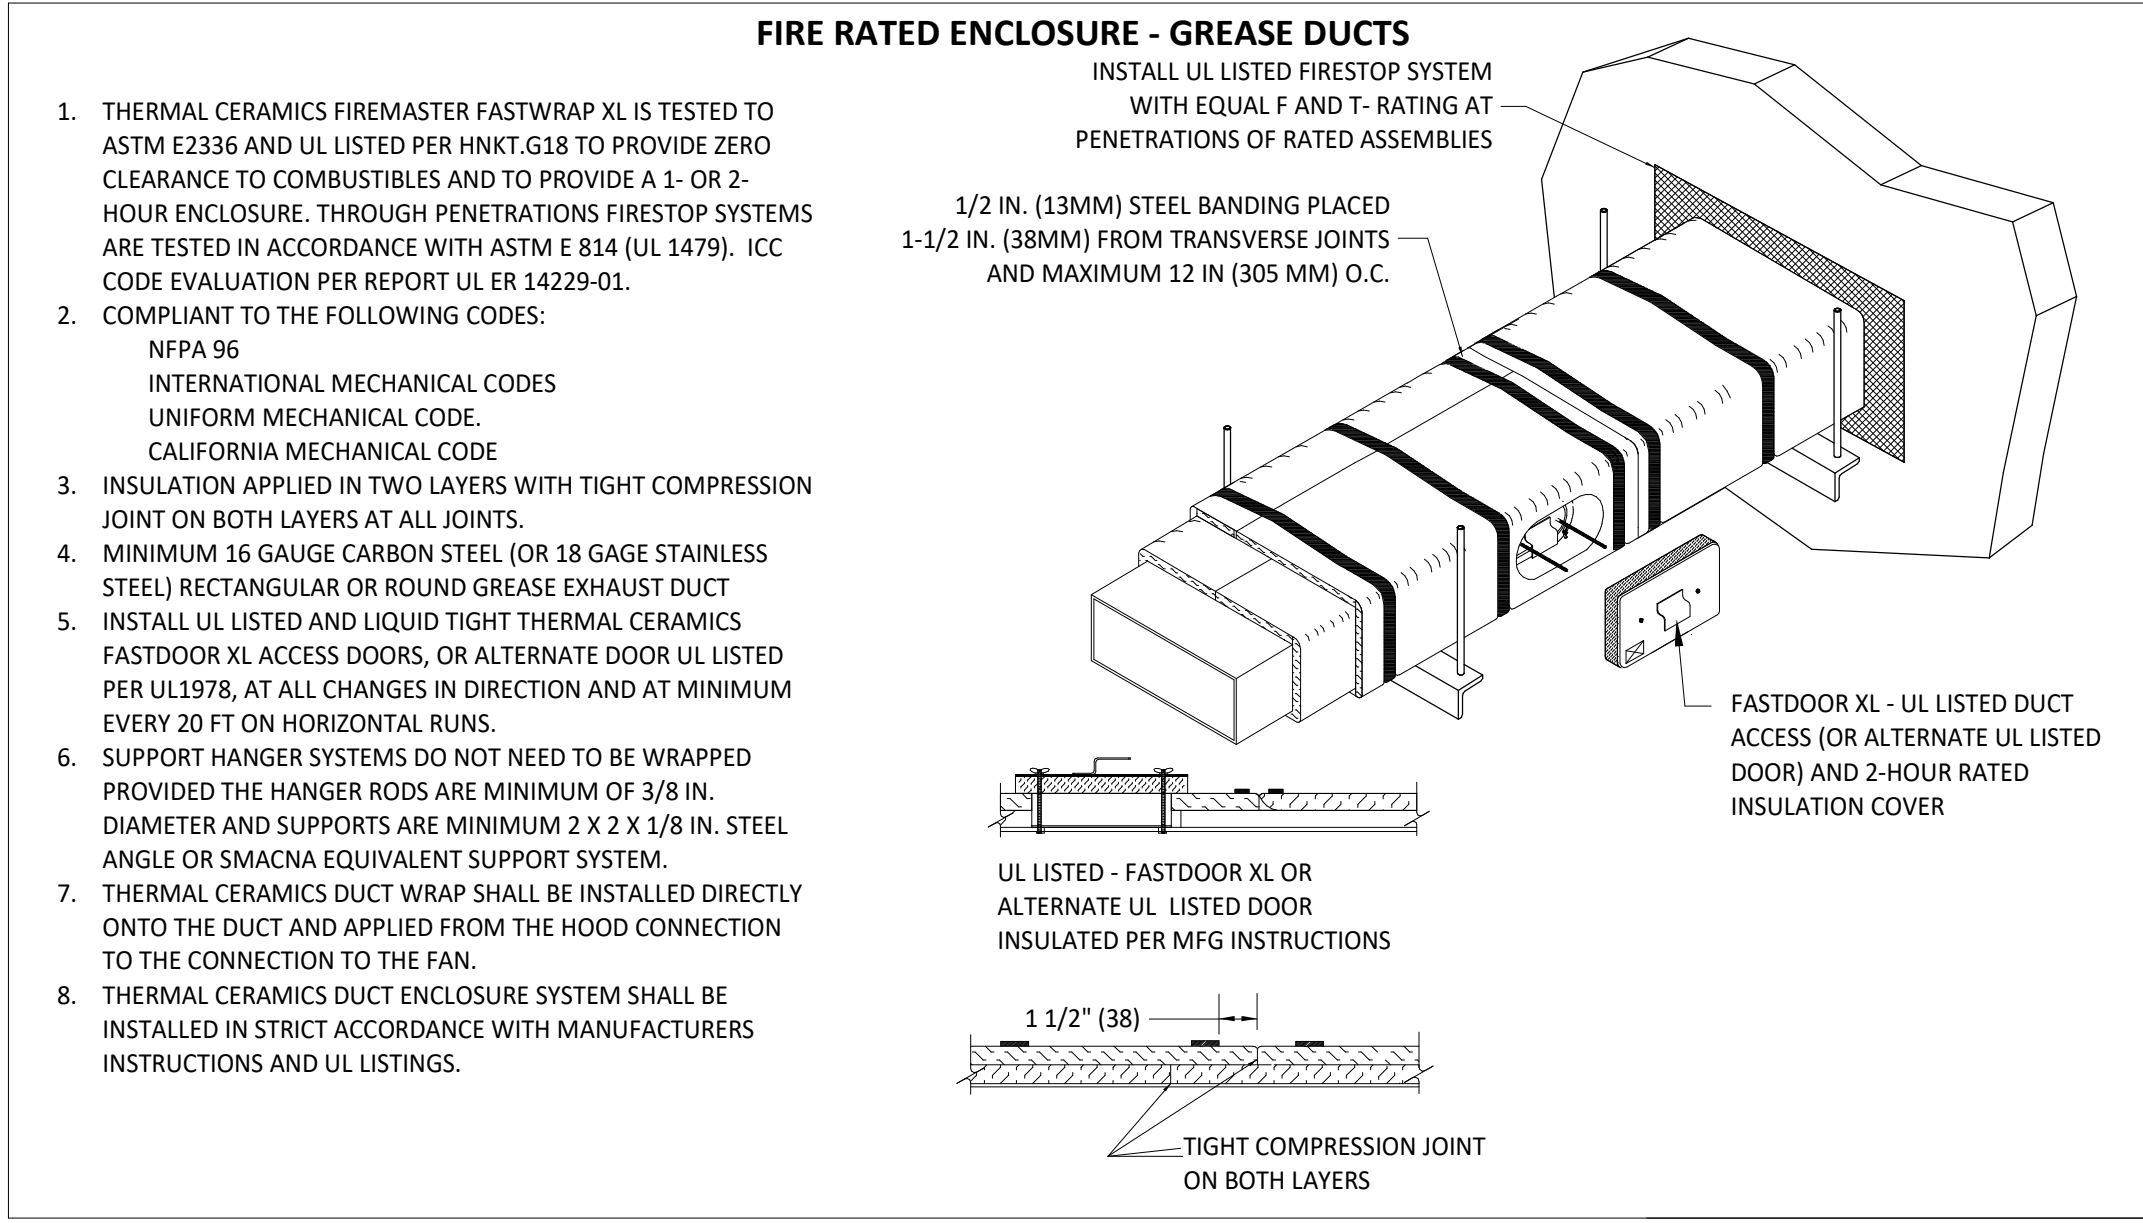 FIRE RATED ENCLOSURE - GREASE DUCTS
1. THERMAL CERAMICS FIREMASTER FASTWRAP XL IS TESTED TO
ASTM E2336 AND UL LISTED PER HNKT.G18 TO PROVIDE ZERO
CLEARANCE TO COMBUSTIBLES AND TO PROVIDE A 1- OR 2-
HOUR ENCLOSURE. THROUGH PENETRATIONS FIRESTOP SYSTEMS
ARE TESTED IN ACCORDANCE WITH ASTM E 814 (UL 1479).  ICC
CODE EVALUATION PER REPORT UL ER 14229-01.
2. COMPLIANT TO THE FOLLOWING CODES:
NFPA 96
INTERNATIONAL MECHANICAL CODES
UNIFORM MECHANICAL CODE.
CALIFORNIA MECHANICAL CODE
3. INSULATION APPLIED IN TWO LAYERS WITH TIGHT COMPRESSION
JOINT ON BOTH LAYERS AT ALL JOINTS.
4. MINIMUM 16 GAUGE CARBON STEEL (OR 18 GAGE STAINLESS
STEEL) RECTANGULAR OR ROUND GREASE EXHAUST DUCT
5. INSTALL UL LISTED AND LIQUID TIGHT THERMAL CERAMICS
FASTDOOR XL ACCESS DOORS, OR ALTERNATE DOOR UL LISTED
PER UL1978, AT ALL CHANGES IN DIRECTION AND AT MINIMUM
EVERY 20 FT ON HORIZONTAL RUNS.
6. SUPPORT HANGER SYSTEMS DO NOT NEED TO BE WRAPPED
PROVIDED THE HANGER RODS ARE MINIMUM OF 3/8 IN.
DIAMETER AND SUPPORTS ARE MINIMUM 2 X 2 X 1/8 IN. STEEL
ANGLE OR SMACNA EQUIVALENT SUPPORT SYSTEM.
7. THERMAL CERAMICS DUCT WRAP SHALL BE INSTALLED DIRECTLY
ONTO THE DUCT AND APPLIED FROM THE HOOD CONNECTION
TO THE CONNECTION TO THE FAN.
8. THERMAL CERAMICS DUCT ENCLOSURE SYSTEM SHALL BE
INSTALLED IN STRICT ACCORDANCE WITH MANUFACTURERS
INSTRUCTIONS AND UL LISTINGS.
INSTALL UL LISTED FIRESTOP SYSTEM
WITH EQUAL F AND T- RATING AT
PENETRATIONS OF RATED ASSEMBLIES
1/2 IN. (13MM) STEEL BANDING PLACED
1-1/2 IN. (38MM) FROM TRANSVERSE JOINTS
AND MAXIMUM 12 IN (305 MM) O.C.
FASTDOOR XL - UL LISTED DUCT
ACCESS (OR ALTERNATE UL LISTED
DOOR) AND 2-HOUR RATED
INSULATION COVER
UL LISTED - FASTDOOR XL OR
ALTERNATE UL  LISTED DOOR
INSULATED PER MFG INSTRUCTIONS
1 1/2" (38)
TIGHT COMPRESSION JOINT
ON BOTH LAYERS